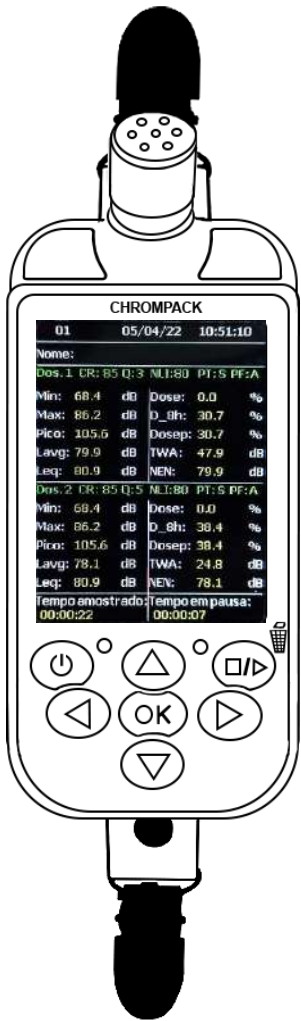 CHROMPACK
01 05/04/22 10:51:10
Nome:
Dos.1 CR:85 Q:3 NLI:80 PT:S PF:A
Min: 68.4 dB Dose: 0.0 %
Max: 86.2 dB D_8h: 30.7 %
Pico: 105.6 dB Dosep: 30.7 %
Lavg: 79.9 dB TWA: 47.9 dB
Leq: 80.9 dB NEN: 79.9 dB
Dos.2 CR:85 Q:5 NLI:80 PT:S PF:A
Min: 68.4 dB Dose: 0.0 %
Max: 86.2 dB D_8h: 38.4 %
Pico: 105.6 dB Dosep: 38.4 %
Lavg: 78.1 dB TWA: 24.8 dB
Leq: 80.9 dB NEN: 78.1 dB
Tempo amostrado: Tempo em pausa:
00:00:22 00:00:07
OK